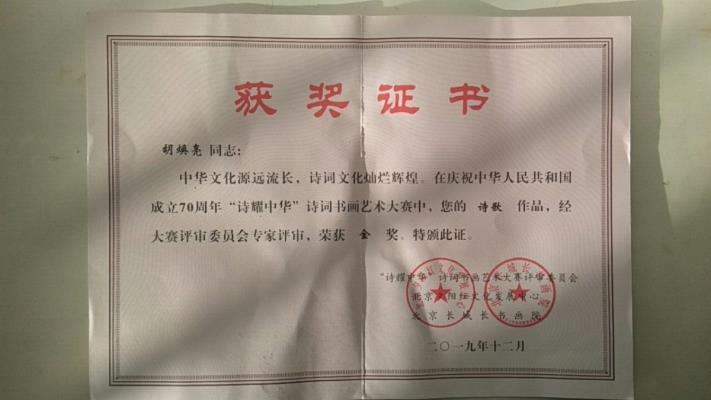 获奖证书
胡焕亮 同志：
中华文化源远流长，诗词文化灿烂辉煌。在庆祝中华人民共和国
成立70周年“诗耀中华”诗词书画艺术大赛中，您的 诗歌 作品，经
大赛评审委员会专家评审，荣获 金 奖。特颁此证。
“诗耀中华”诗词书画艺术大赛评审委员会
北京 阳红文化发展中心
北京长城长书画院
二〇一九年十二月